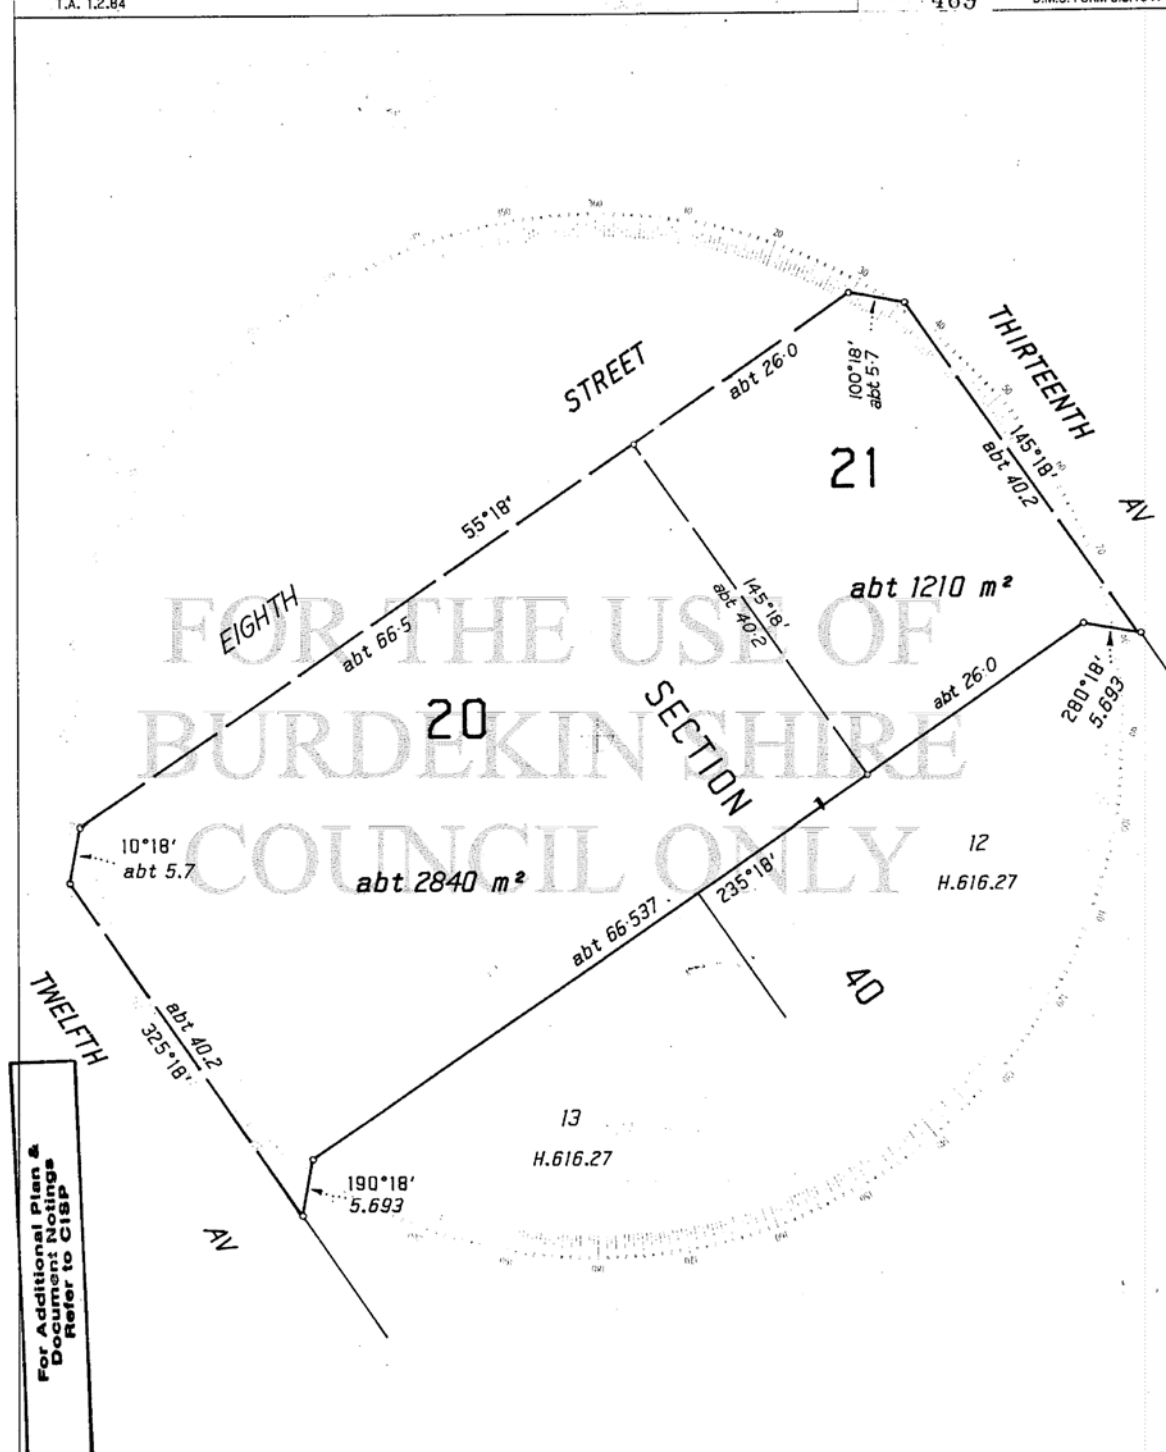 T.A. 1.2.84
469
THIRTEENTH
AV
145°18'
abt 40.2
STREET
abt 26.0
100°18'
abt 5.7
21
abt 1210 m²
55°18'
EIGHTH
abt 66.5
145°18'
abt 40.2
FOR THE USE OF
BURDEKIN SHIRE
COUNCIL ONLY
20
SECTION
abt 26.0
280°18'
5.693
10°18'
abt 5.7
abt 2840 m²
235°18'
abt 66.537
12
H.616.27
40
TWELFTH
AV
abt 40.2
325°18'
13
H.616.27
190°18'
5.693
For Additional Plan &
Document Notings
Refer to CISP